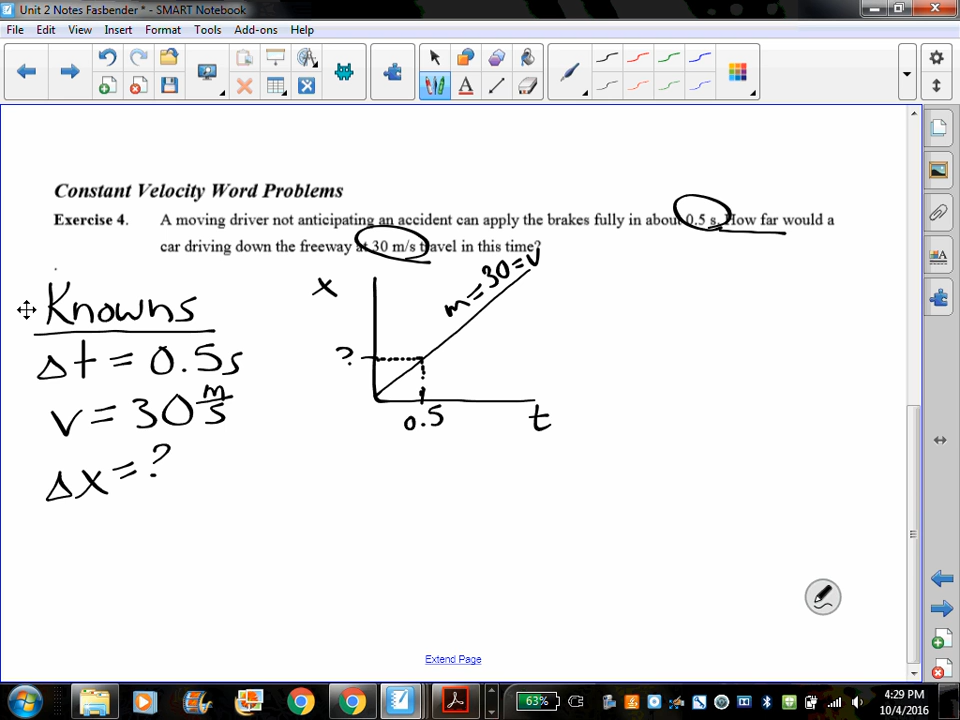 Unit 2 Notes Fasbender * - SMART Notebook
File Edit View Insert Format Tools Add-ons Help
Constant Velocity Word Problems
Exercise 4. A moving driver not anticipating an accident can apply the brakes fully in about 0.5 s. How far would a
car driving down the freeway at 30 m/s travel in this time?
Knowns
Δt = 0.5s
v = 30 m/s
Δx = ?
x
m = 30 = v
?
0.5
t
Extend Page
63%
4:29 PM
10/4/2016